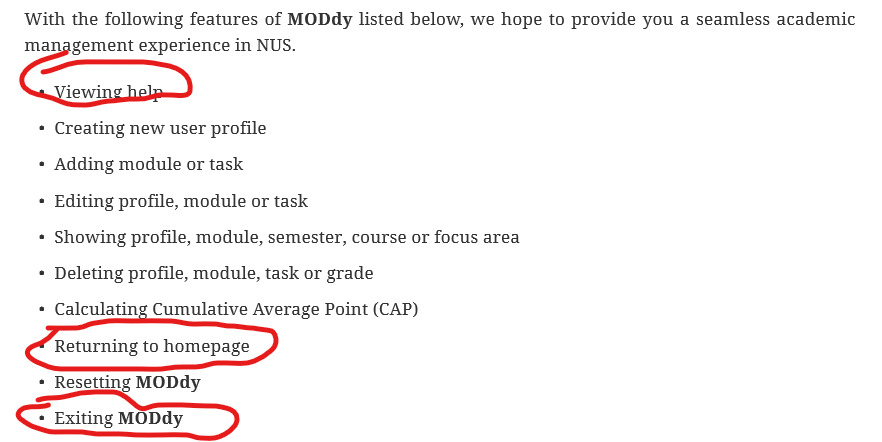 With the following features of MODdy listed below, we hope to provide you a seamless academic
management experience in NUS.
• Viewing help
• Creating new user profile
• Adding module or task
• Editing profile, module or task
• Showing profile, module, semester, course or focus area
• Deleting profile, module, task or grade
• Calculating Cumulative Average Point (CAP)
• Returning to homepage
• Resetting MODdy
• Exiting MODdy